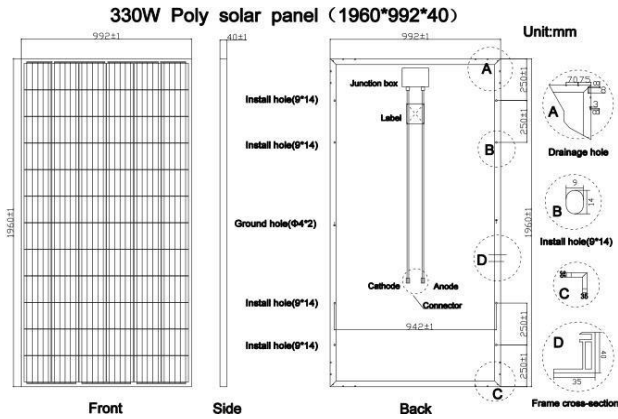 330W Poly solar panel（1960*992*40）
Unit:mm
992±1
40±1
992±1
1960±1
1960±1
Install hole(9*14)
Install hole(9*14)
Ground hole(Φ4*2)
Install hole(9*14)
Install hole(9*14)
Junction box
Label
Cathode
Anode
Connector
942±1
A
B
D
C
250±1
250±1
250±1
250±1
A
Drainage hole
B
9
14
Install hole(9*14)
C
35
D
40
35
Frame cross-section
Front
Side
Back